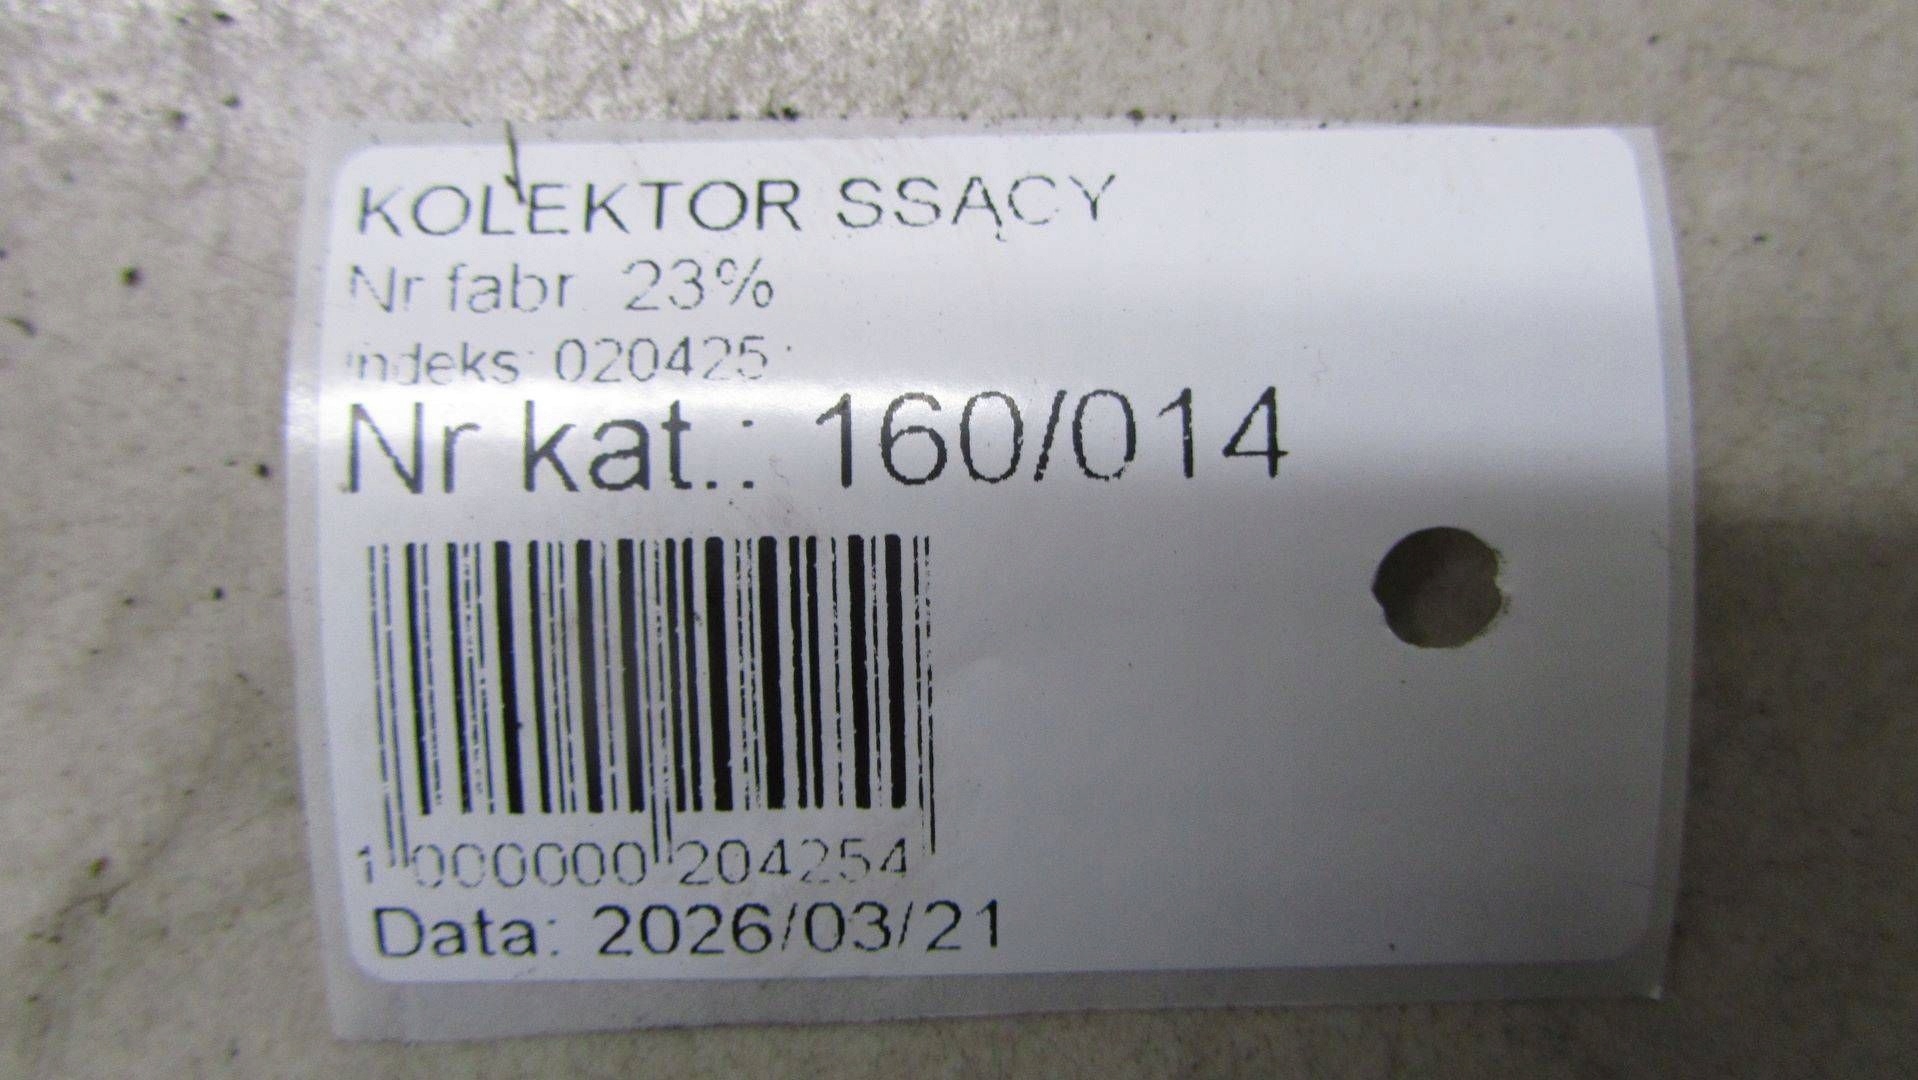 KOLEKTOR SSĄCY
Nr fabr. 23%
Indeks: 020425
Nr kat.: 160/014
1 000000 204254
Data: 2026/03/21